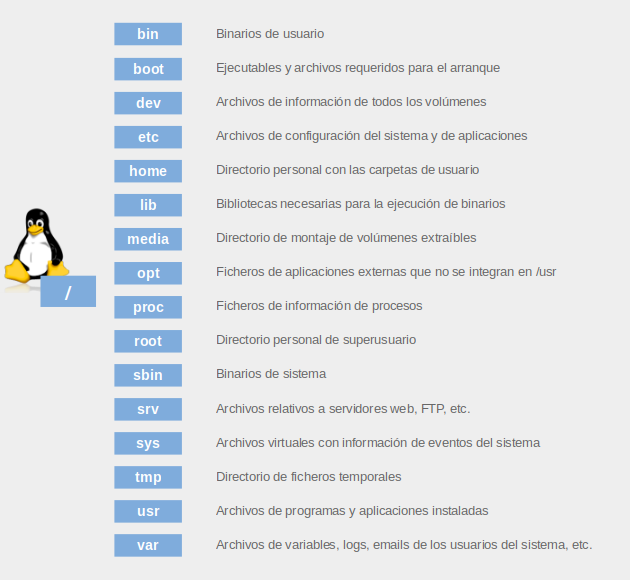 bin Binarios de usuario
boot Ejecutables y archivos requeridos para el arranque
dev Archivos de información de todos los volúmenes
etc Archivos de configuración del sistema y de aplicaciones
home Directorio personal con las carpetas de usuario
lib Bibliotecas necesarias para la ejecución de binarios
media Directorio de montaje de volúmenes extraíbles
opt Ficheros de aplicaciones externas que no se integran en /usr
/
proc Ficheros de información de procesos
root Directorio personal de superusuario
sbin Binarios de sistema
srv Archivos relativos a servidores web, FTP, etc.
sys Archivos virtuales con información de eventos del sistema
tmp Directorio de ficheros temporales
usr Archivos de programas y aplicaciones instaladas
var Archivos de variables, logs, emails de los usuarios del sistema, etc.